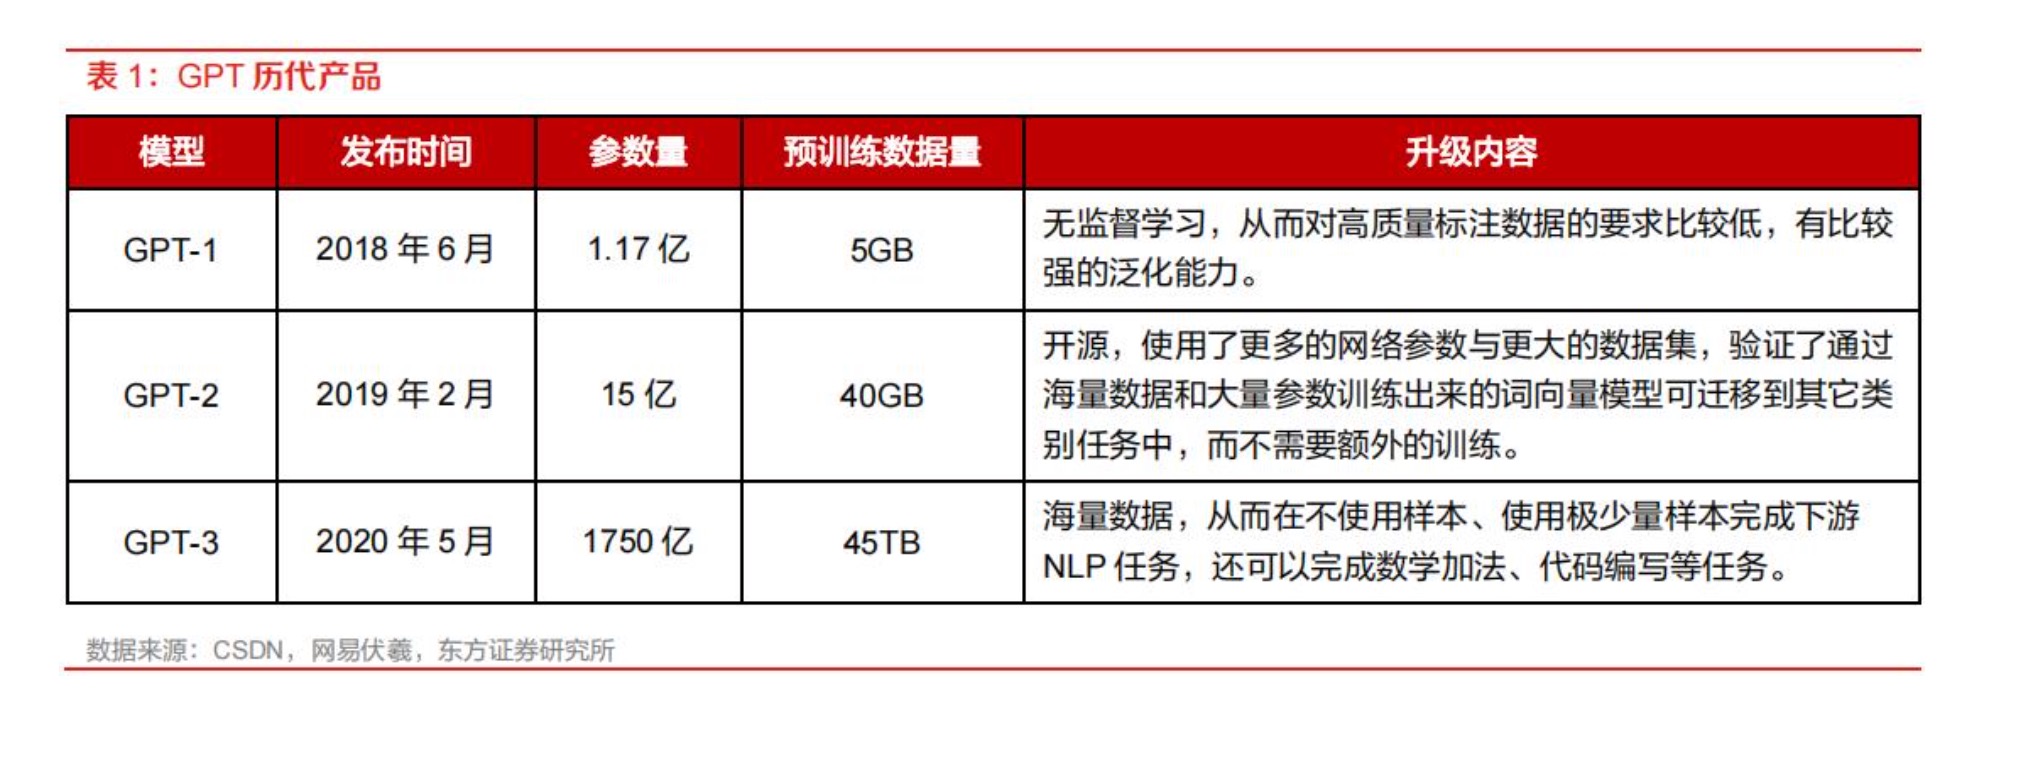 表 1：GPT 历代产品
模型 发布时间 参数量 预训练数据量 升级内容
GPT-1 2018 年 6 月 1.17 亿 5GB 无监督学习，从而对高质量标注数据的要求比较低，有比较
强的泛化能力。
GPT-2 2019 年 2 月 15 亿 40GB 开源，使用了更多的网络参数与更大的数据集，验证了通过
海量数据和大量参数训练出来的词向量模型可迁移到其它类
别任务中，而不需要额外的训练。
GPT-3 2020 年 5 月 1750 亿 45TB 海量数据，从而在不使用样本、使用极少量样本完成下游
NLP 任务，还可以完成数学加法、代码编写等任务。
数据来源：CSDN，网易伏羲，东方证券研究所